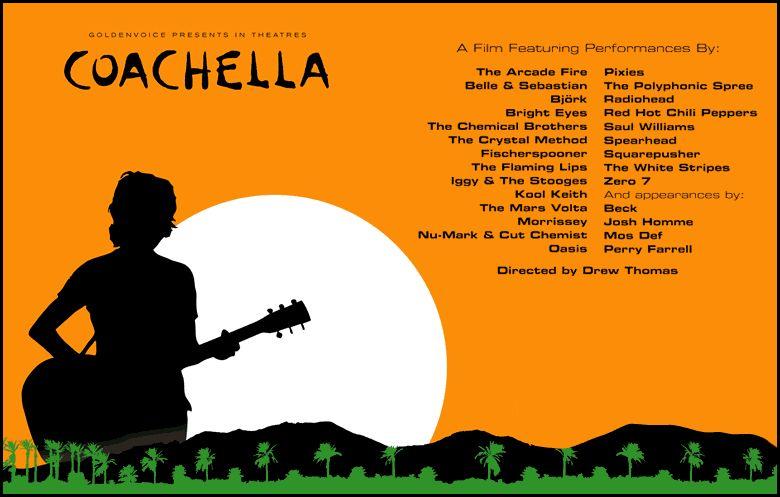 GOLDENVOICE PRESENTS IN THEATRES
COACHELLA
A Film Featuring Performances By:
The Arcade Fire
Belle & Sebastian
Björk
Bright Eyes
The Chemical Brothers
The Crystal Method
Fischerspooner
The Flaming Lips
Iggy & The Stooges
Kool Keith
The Mars Volta
Morrissey
Nu-Mark & Cut Chemist
Oasis
Pixies
The Polyphonic Spree
Radiohead
Red Hot Chili Peppers
Saul Williams
Spearhead
Squarepusher
The White Stripes
Zero 7
And appearances by:
Beck
Josh Homme
Mos Def
Perry Farrell
Directed by Drew Thomas